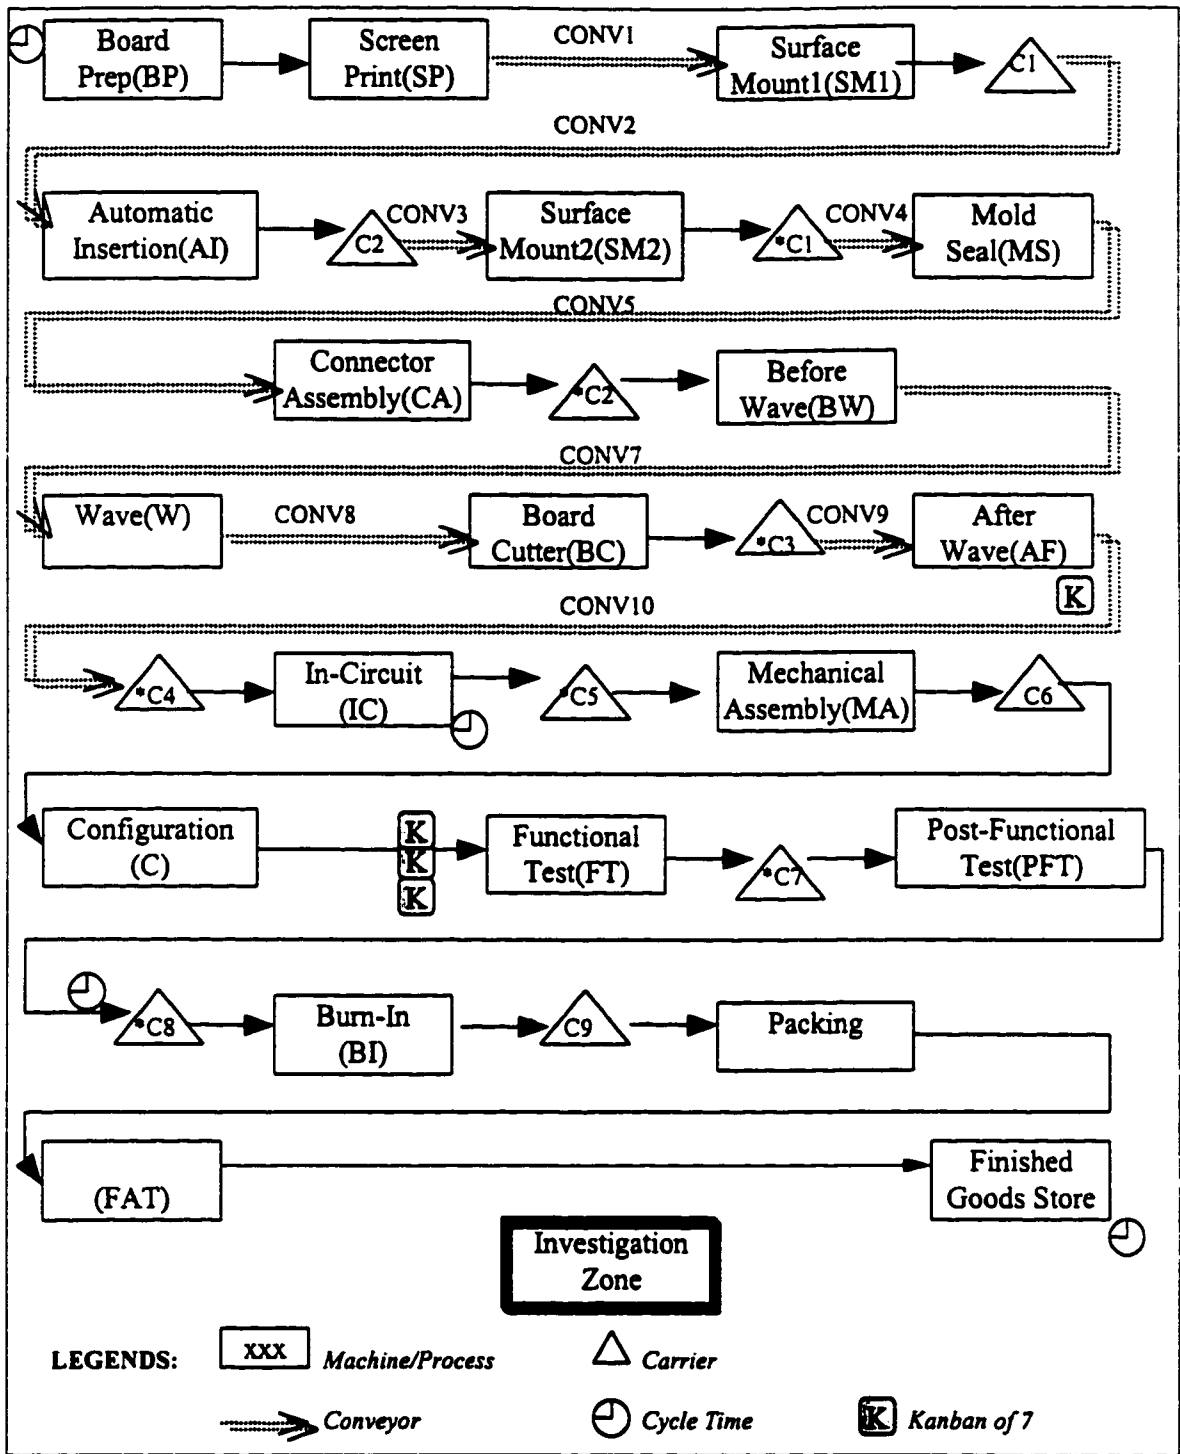 Board
Prep(BP)
Screen
Print(SP)
CONV1
Surface
Mount1(SM1)
C1
CONV2
Automatic
Insertion(AI)
C2
CONV3
Surface
Mount2(SM2)
*C1
CONV4
Mold
Seal(MS)
CONV5
Connector
Assembly(CA)
*C2
Before
Wave(BW)
CONV7
Wave(W)
CONV8
Board
Cutter(BC)
*C3
CONV9
After
Wave(AF)
K
CONV10
*C4
In-Circuit
(IC)
*C5
Mechanical
Assembly(MA)
C6
Configuration
(C)
K
K
K
Functional
Test(FT)
*C7
Post-Functional
Test(PFT)
*C8
Burn-In
(BI)
C9
Packing
(FAT)
Finished
Goods Store
Investigation
Zone
LEGENDS:
xxx
Machine/Process
Carrier
Conveyor
Cycle Time
K
Kanban of 7